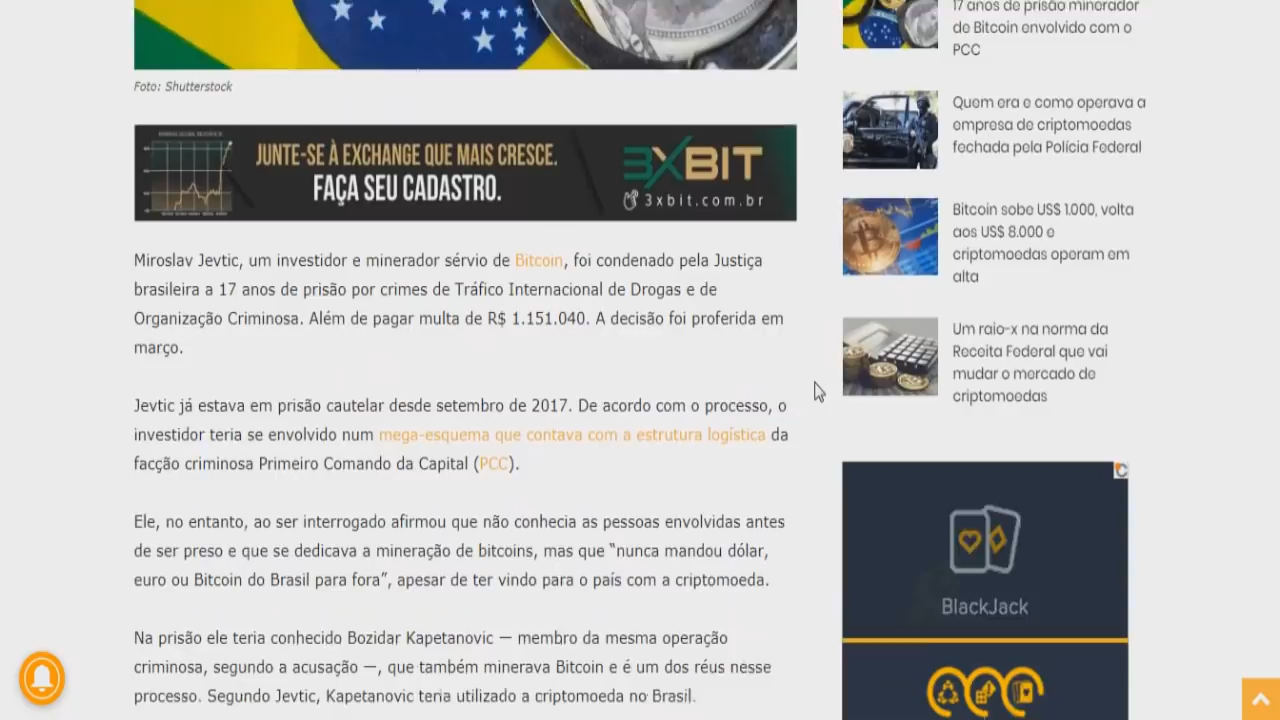 Foto: Shutterstock
JUNTE-SE À EXCHANGE QUE MAIS CRESCE.
FAÇA SEU CADASTRO.
3XBIT
3xbit.com.br
Miroslav Jevtic, um investidor e minerador sérvio de Bitcoin, foi condenado pela Justiça
brasileira a 17 anos de prisão por crimes de Tráfico Internacional de Drogas e de
Organização Criminosa. Além de pagar multa de R$ 1.151.040. A decisão foi proferida em
março.
Jevtic já estava em prisão cautelar desde setembro de 2017. De acordo com o processo, o
investidor teria se envolvido num mega-esquema que contava com a estrutura logística da
facção criminosa Primeiro Comando da Capital (PCC).
Ele, no entanto, ao ser interrogado afirmou que não conhecia as pessoas envolvidas antes
de ser preso e que se dedicava a mineração de bitcoins, mas que “nunca mandou dólar,
euro ou Bitcoin do Brasil para fora”, apesar de ter vindo para o país com a criptomoeda.
Na prisão ele teria conhecido Bozidar Kapetanovic — membro da mesma operação
criminosa, segundo a acusação —, que também minerava Bitcoin e é um dos réus nesse
processo. Segundo Jevtic, Kapetanovic teria utilizado a criptomoeda no Brasil.
17 anos de prisão minerador
de Bitcoin envolvido com o
PCC
Quem era e como operava a
empresa de criptomoedas
fechada pela Polícia Federal
Bitcoin sobe US$ 1.000, volta
aos US$ 8.000 e
criptomoedas operam em
alta
Um raio-x na norma da
Receita Federal que vai
mudar o mercado de
criptomoedas
BlackJack